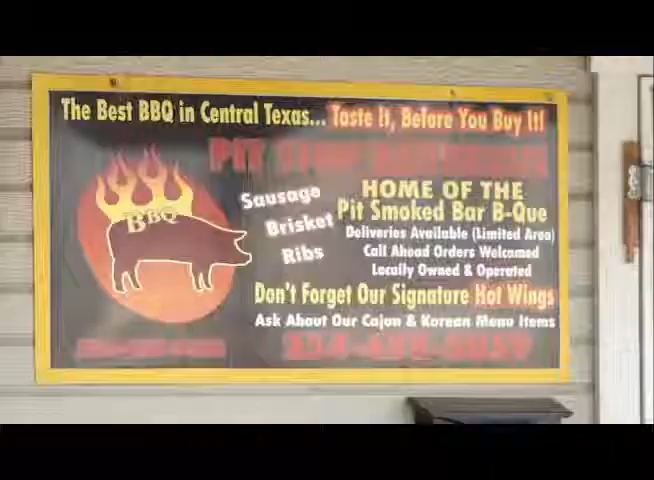 The Best BBQ in Central Texas... Taste It, Before You Buy It!
PIT STOP
BBQ
Sausage
Brisket
Ribs
HOME OF THE
Pit Smoked Bar B-Que
Deliveries Available (Limited Area)
Call Ahead Orders Welcomed
Locally Owned & Operated
Don't Forget Our Signature Hot Wings
Ask About Our Cajun & Korean Menu Items